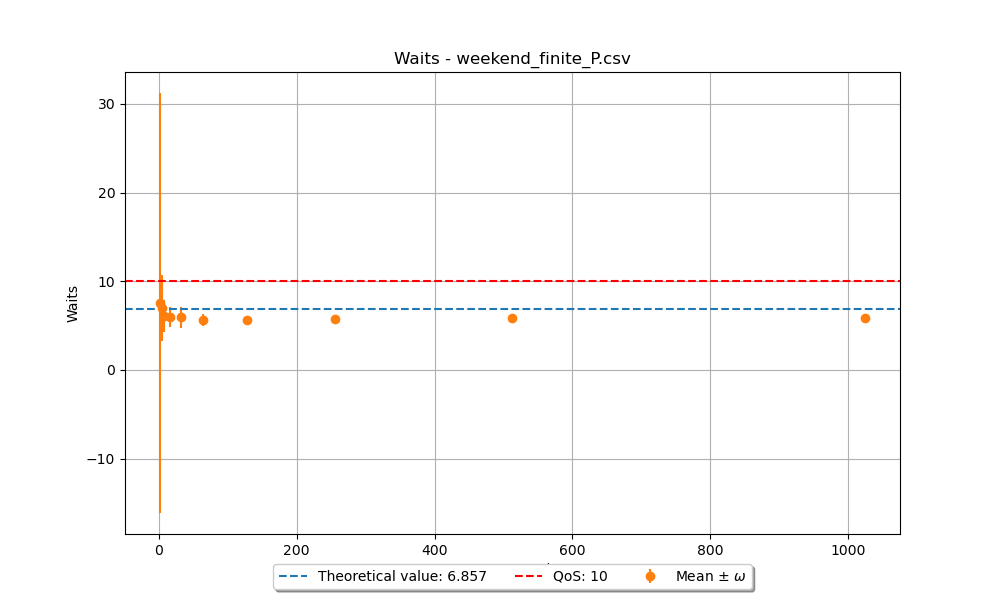 Waits - weekend_finite_P.csv
30
20
10
0
−10
Waits
0 200 400 600 800 1000
Theoretical value: 6.857 QoS: 10 Mean ± ω